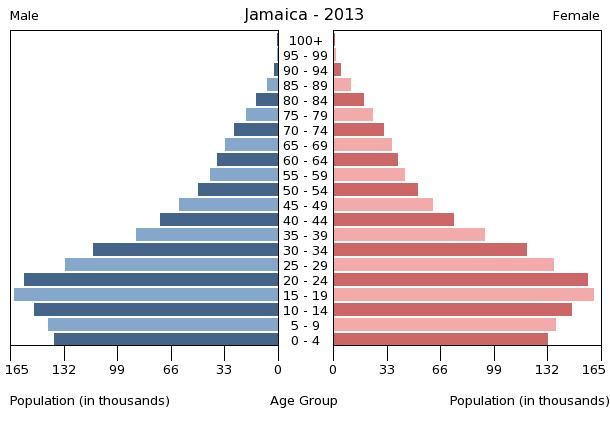 Jamaica - 2013
Male
Female
100+
95 - 99
90 - 94
85 - 89
80 - 84
75 - 79
70 - 74
65 - 69
60 - 64
55 - 59
50 - 54
45 - 49
40 - 44
35 - 39
30 - 34
25 - 29
20 - 24
15 - 19
10 - 14
5 - 9
0 - 4
165 132 99 66 33 0 0 33 66 99 132 165
Population (in thousands) Age Group Population (in thousands)